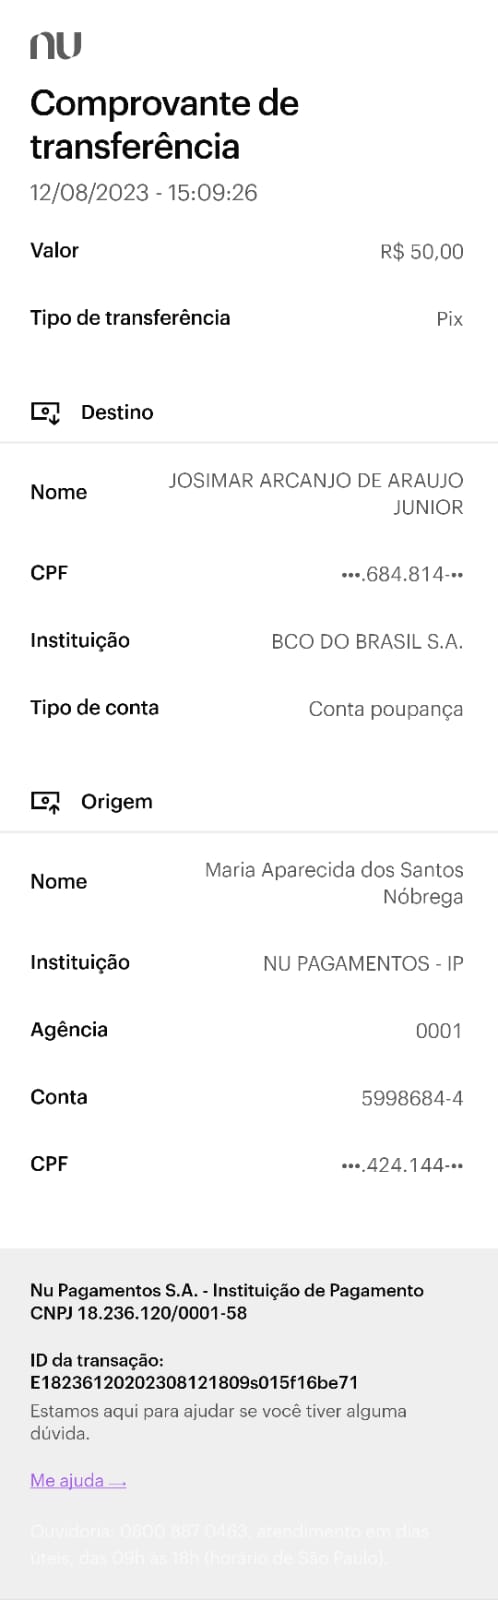 nu
Comprovante de
transferência
12/08/2023 - 15:09:26
Valor R$ 50,00
Tipo de transferência Pix
Destino
Nome JOSIMAR ARCANJO DE ARAUJO
JUNIOR
CPF •••.684.814-••
Instituição BCO DO BRASIL S.A.
Tipo de conta Conta poupança
Origem
Nome Maria Aparecida dos Santos
Nóbrega
Instituição NU PAGAMENTOS - IP
Agência 0001
Conta 5998684-4
CPF •••.424.144-••
Nu Pagamentos S.A. - Instituição de Pagamento
CNPJ 18.236.120/0001-58
ID da transação:
E18236120202308121809s015f16be71
Estamos aqui para ajudar se você tiver alguma
dúvida.
Me ajuda →
Ouvidoria: 0800 887 0463, atendimento em dias
úteis, das 09h às 18h (horário de São Paulo).